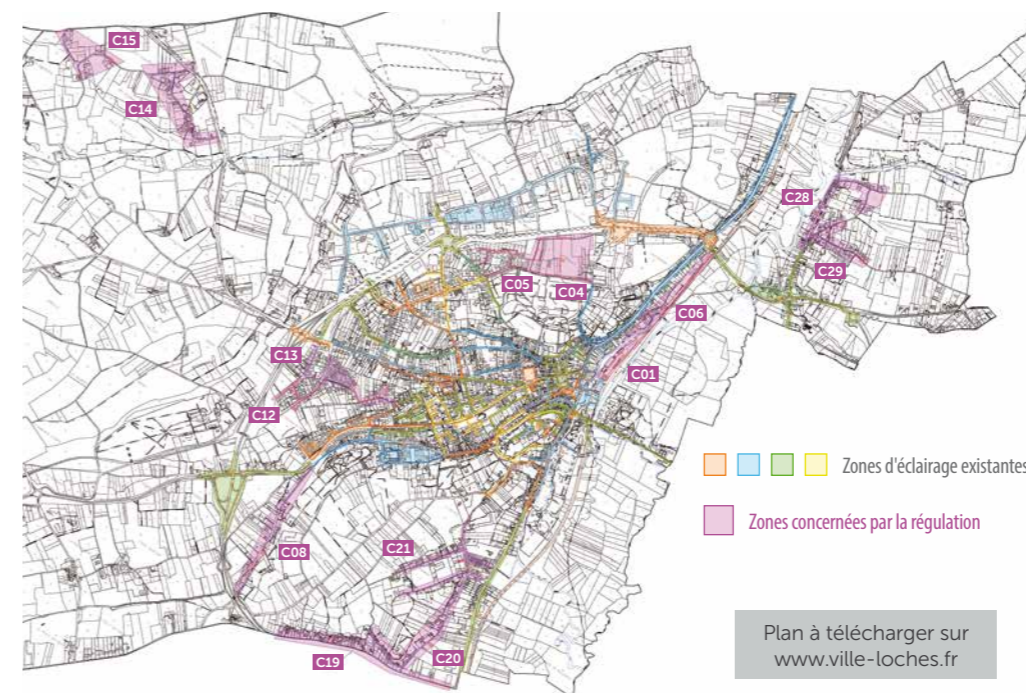 C15
C14
C28
C05
C04
C29
C06
C13
C01
C12
Zones d'éclairage existantes
Zones concernées par la régulation
C08
C21
C19
C20
Plan à télécharger sur
www.ville-loches.fr